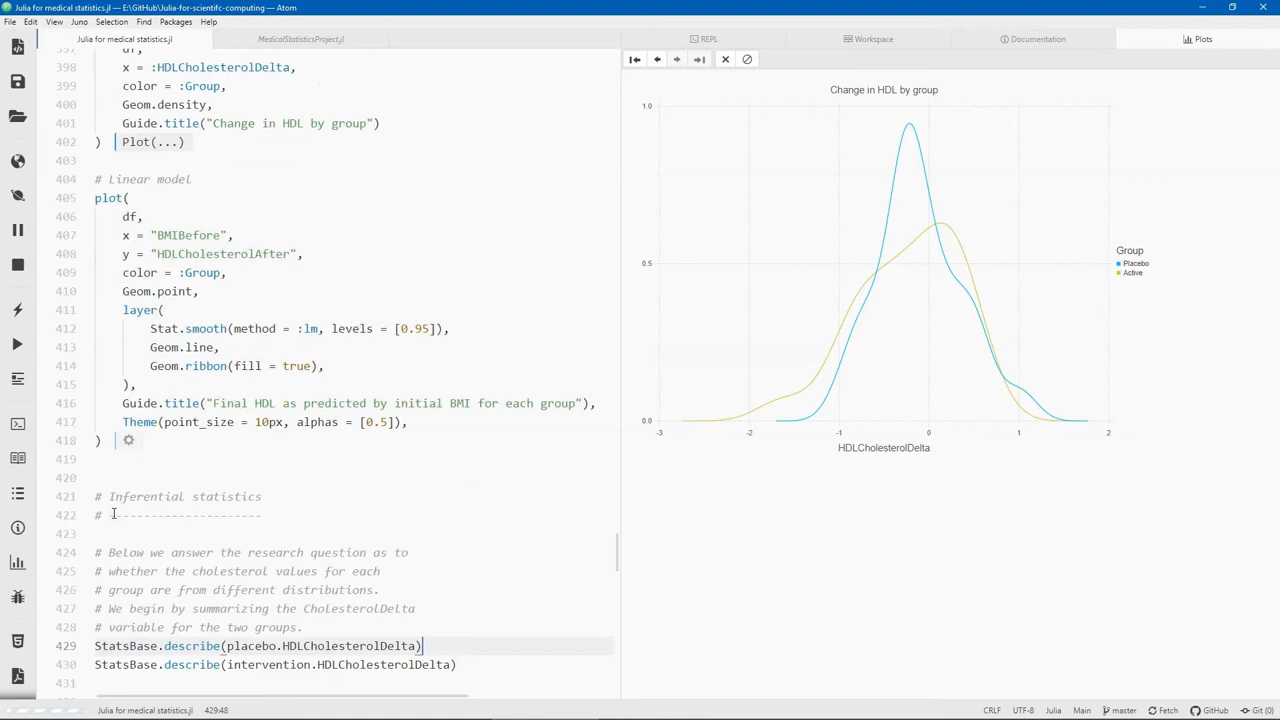 Julia for medical statistics.jl — E:\GitHub\Julia-for-scientifc-computing — Atom
File Edit View Juno Selection Find Packages Help
Julia for medical statistics.jl MedicalStatisticsProject.jl REPL Workspace Documentation Plots
397 df,
398 x = :HDLCholesterolDelta,
399 color = :Group,
400 Geom.density,
401 Guide.title("Change in HDL by group")
402 ) Plot(...)
403
404 # Linear model
405 plot(
406 df,
407 x = "BMIBefore",
408 y = "HDLCholesterolAfter",
409 color = :Group,
410 Geom.point,
411 layer(
412 Stat.smooth(method = :lm, levels = [0.95]),
413 Geom.line,
414 Geom.ribbon(fill = true),
415 ),
416 Guide.title("Final HDL as predicted by initial BMI for each group"),
417 Theme(point_size = 10px, alphas = [0.5]),
418 )
419
420
421 # Inferential statistics
422 # ----------------------
423
424 # Below we answer the research question as to
425 # whether the cholesterol values for each
426 # group are from different distributions.
427 # We begin by summarizing the CholesterolDelta
428 # variable for the two groups.
429 StatsBase.describe(placebo.HDLCholesterolDelta)
430 StatsBase.describe(intervention.HDLCholesterolDelta)
431
Change in HDL by group
1.0
0.5
0.0
-3 -2 -1 0 1 2
HDLCholesterolDelta
Group
Placebo
Active
Julia for medical statistics.jl 429:48 CRLF UTF-8 Julia Main master Fetch GitHub Git (0)